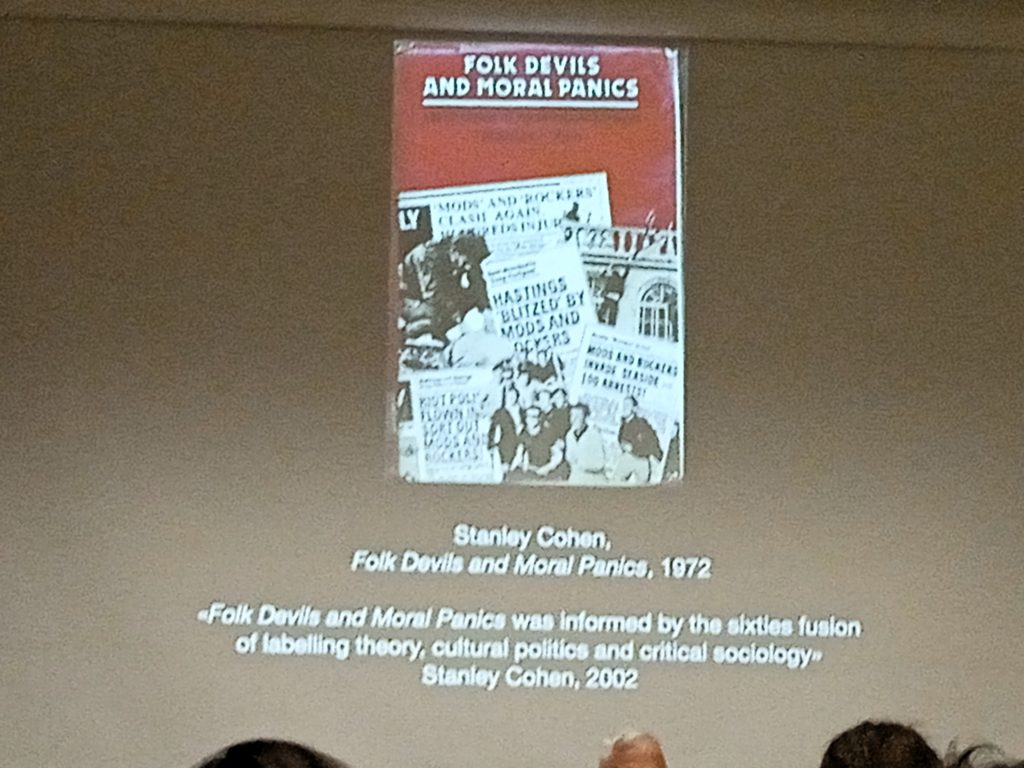 FOLK DEVILS
AND MORAL PANICS
'MODS' AND 'ROCKERS'
CLASH AGAIN
LY
HASTINGS
'BLITZED' BY
MODS AND
ROCKERS
MODS AND ROCKERS
INVADE SEASIDE —
100 ARRESTS!
RIOT POLI
FLOWN IN
SORT OUT
MODS AND
ROCKERS!
Stanley Cohen,
Folk Devils and Moral Panics, 1972
«Folk Devils and Moral Panics was informed by the sixties fusion
of labelling theory, cultural politics and critical sociology»
Stanley Cohen, 2002